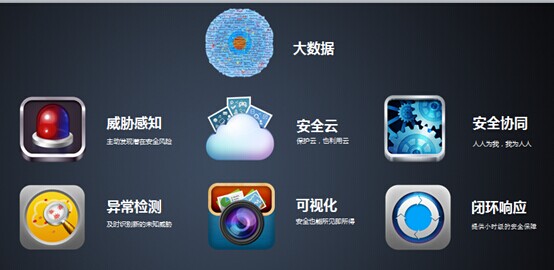 大数据
威胁感知
主动发现潜在安全风险
安全云
保护云，也利用云
安全协同
人人为我，我为人人
异常检测
及时识别新的未知威胁
可视化
安全也能所见即所得
闭环响应
提供小时级的安全保障